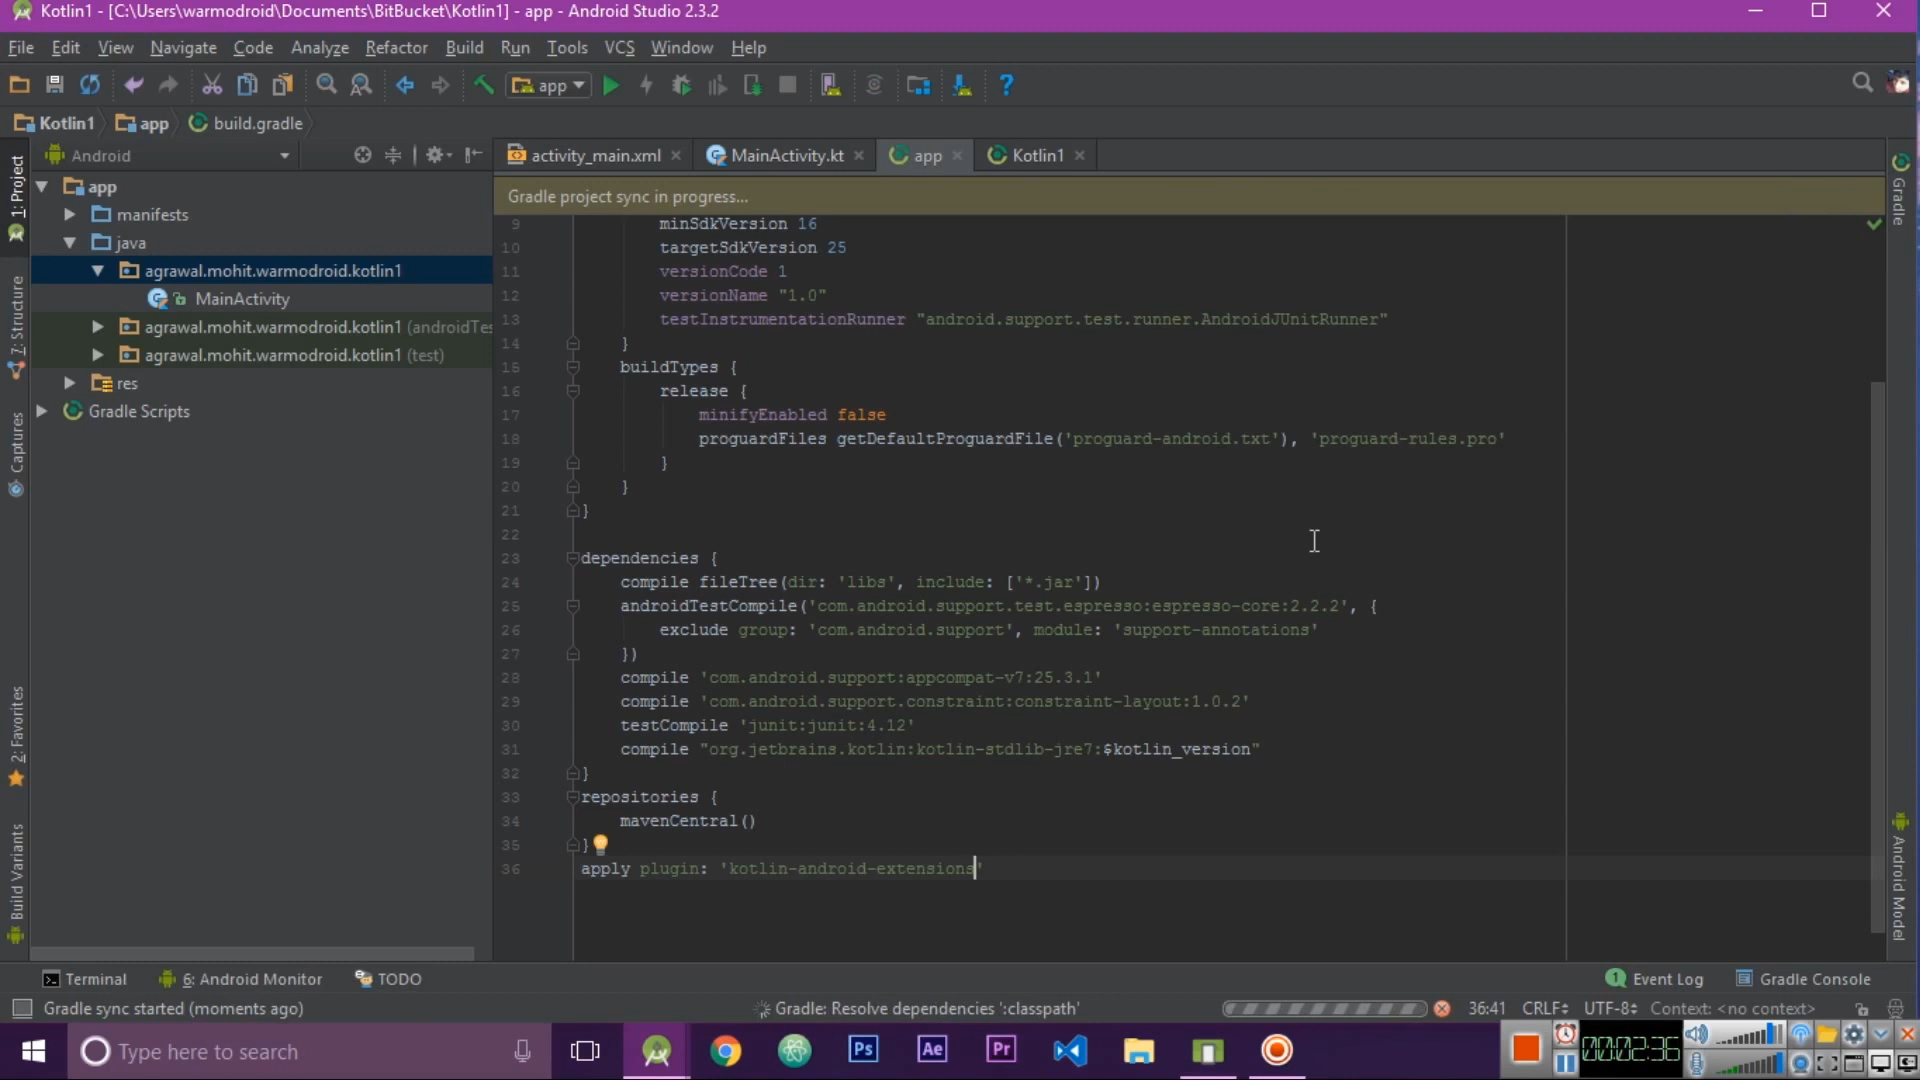 Kotlin1 - [C:\Users\warmodroid\Documents\BitBucket\Kotlin1] - app - Android Studio 2.3.2
File Edit View Navigate Code Analyze Refactor Build Run Tools VCS Window Help
app
Kotlin1 app build.gradle
Android
activity_main.xml MainActivity.kt app Kotlin1
Gradle project sync in progress...
1: Project
7: Structure
Captures
2: Favorites
Build Variants
app
manifests
java
agrawal.mohit.warmodroid.kotlin1
MainActivity
agrawal.mohit.warmodroid.kotlin1 (androidTes
agrawal.mohit.warmodroid.kotlin1 (test)
res
Gradle Scripts
9 minSdkVersion 16
10 targetSdkVersion 25
11 versionCode 1
12 versionName "1.0"
13 testInstrumentationRunner "android.support.test.runner.AndroidJUnitRunner"
14 }
15 buildTypes {
16 release {
17 minifyEnabled false
18 proguardFiles getDefaultProguardFile('proguard-android.txt'), 'proguard-rules.pro'
19 }
20 }
21 }
22
23 dependencies {
24 compile fileTree(dir: 'libs', include: ['*.jar'])
25 androidTestCompile('com.android.support.test.espresso:espresso-core:2.2.2', {
26 exclude group: 'com.android.support', module: 'support-annotations'
27 })
28 compile 'com.android.support:appcompat-v7:25.3.1'
29 compile 'com.android.support.constraint:constraint-layout:1.0.2'
30 testCompile 'junit:junit:4.12'
31 compile "org.jetbrains.kotlin:kotlin-stdlib-jre7:$kotlin_version"
32 }
33 repositories {
34 mavenCentral()
35 }
36 apply plugin: 'kotlin-android-extensions'
Gradle
Android Model
Terminal 6: Android Monitor TODO 1 Event Log Gradle Console
Gradle sync started (moments ago) Gradle: Resolve dependencies ':classpath' 36:41 CRLF UTF-8 Context: <no context>
Type here to search Ps Ae Pr 00:02:36